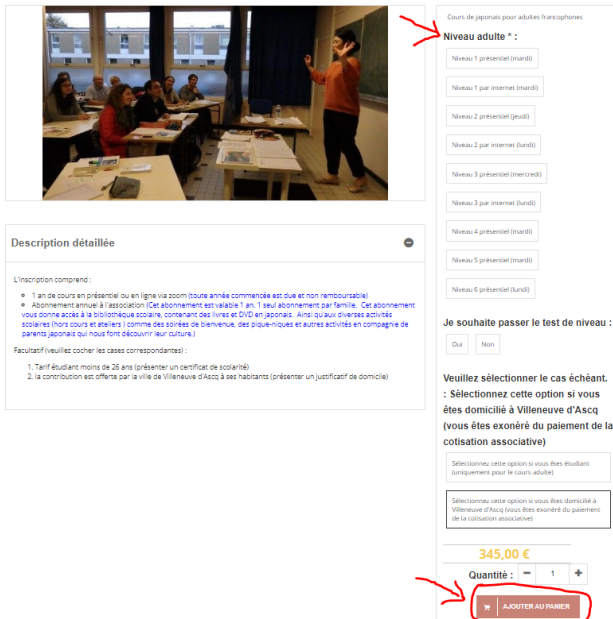 Cours de japonais pour adultes francophones
Niveau adulte * :
Niveau 1 présentiel (mardi)
Niveau 1 par internet (mardi)
Niveau 2 présentiel (jeudi)
Niveau 2 par internet (lundi)
Niveau 3 présentiel (mercredi)
Niveau 3 par internet (lundi)
Niveau 4 présentiel (mardi)
Niveau 5 présentiel (mardi)
Niveau 6 présentiel (lundi)
Je souhaite passer le test de niveau :
Oui
Non
Veuillez sélectionner le cas échéant.
: Sélectionnez cette option si vous
êtes domicilié à Villeneuve d'Ascq
(vous êtes exonéré du paiement de la
cotisation associative)
Sélectionnez cette option si vous êtes étudiant
(uniquement pour le cours adulte)
Sélectionnez cette option si vous êtes domicilié à
Villeneuve d'Ascq (vous êtes exonéré du paiement
de la cotisation associative)
345,00 €
Quantité : − 1 +
AJOUTER AU PANIER
Description détaillée
L'inscription comprend :
1 an de cours en présentiel ou en ligne via zoom (toute année commencée est due et non remboursable)
Abonnement annuel à l'association (Cet abonnement est valable 1 an. 1 seul abonnement par famille. Cet abonnement
vous donne accès à la bibliothèque scolaire, contenant des livres et DVD en japonais. Ainsi qu'aux diverses activités
scolaires (hors cours et ateliers ) comme des soirées de bienvenue, des pique-niques et autres activités en compagnie de
parents japonais qui nous font découvrir leur culture.)
Facultatif (veuillez cocher les cases correspondantes) :
1. Tarif étudiant moins de 26 ans (présenter un certificat de scolarité)
2. la contribution est offerte par la ville de Villeneuve d'Ascq à ses habitants (présenter un justificatif de domicile)